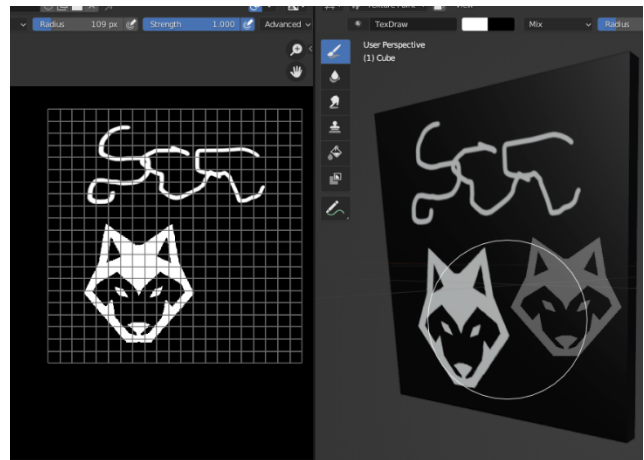 Radius 109 px Strength 1.000 Advanced
TexDraw Mix Radius
User Perspective
(1) Cube